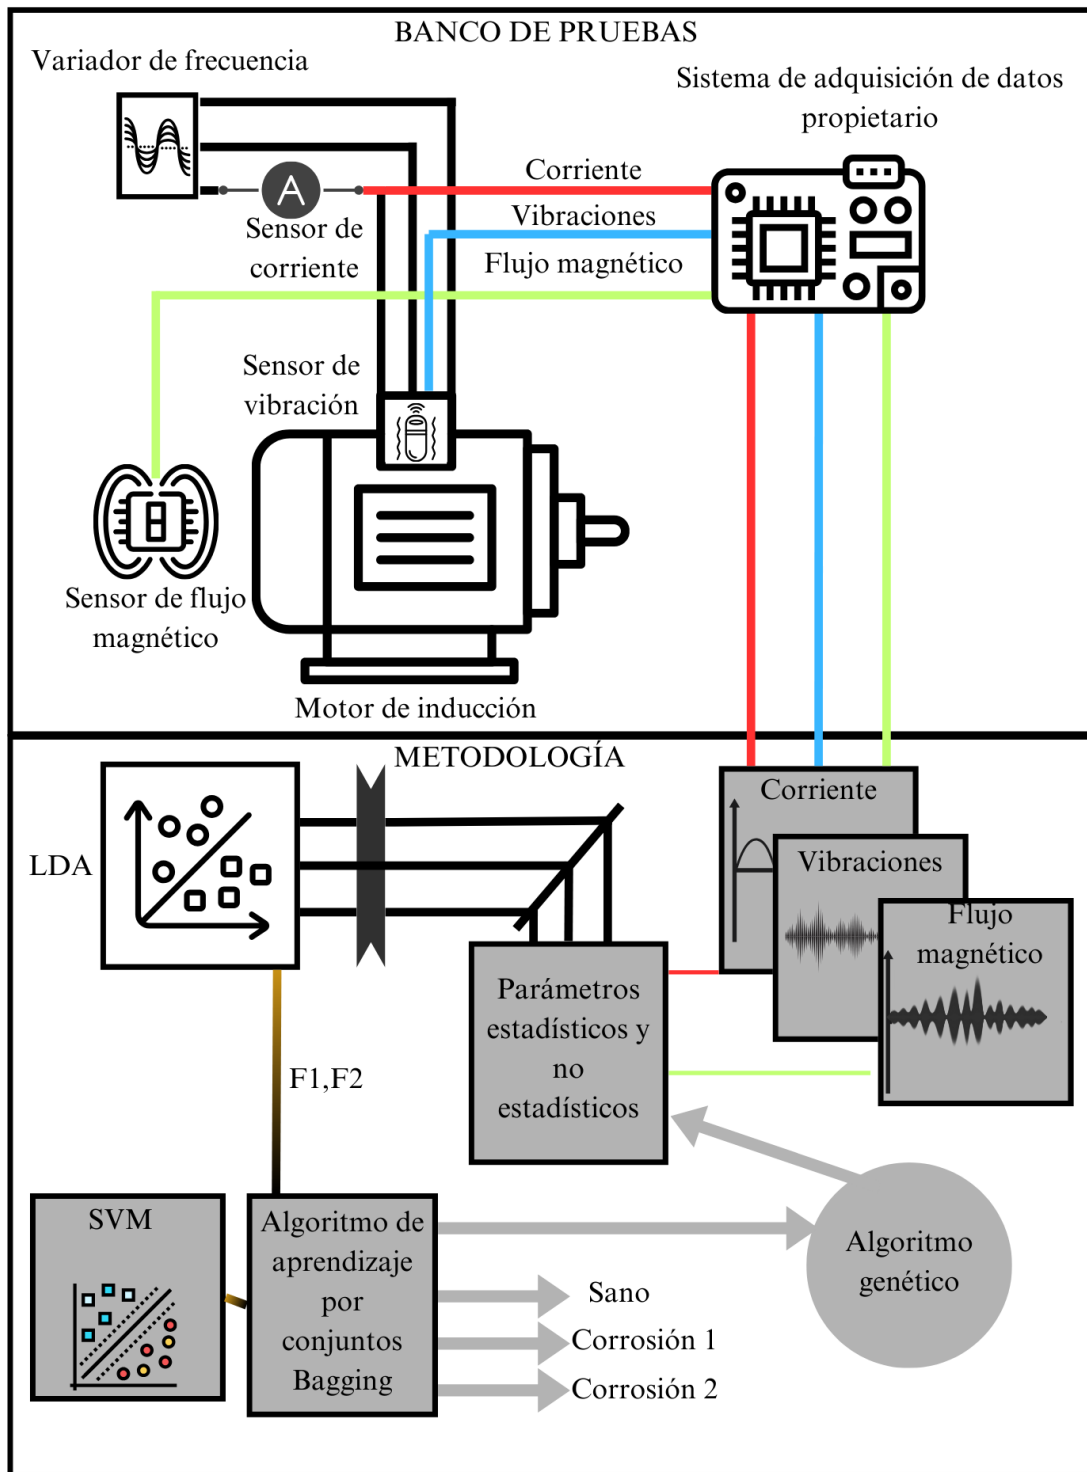 BANCO DE PRUEBAS
Variador de frecuencia
Sistema de adquisición de datos
propietario
Corriente
A
Vibraciones
Sensor de
corriente
Flujo magnético
Sensor de
vibración
Sensor de flujo
magnético
Motor de inducción
METODOLOGÍA
Corriente
Vibraciones
Flujo
magnético
LDA
Parámetros
estadísticos y
no
estadísticos
F1,F2
SVM
Algoritmo de
aprendizaje
por
conjuntos
Bagging
Algoritmo
genético
Sano
Corrosión 1
Corrosión 2